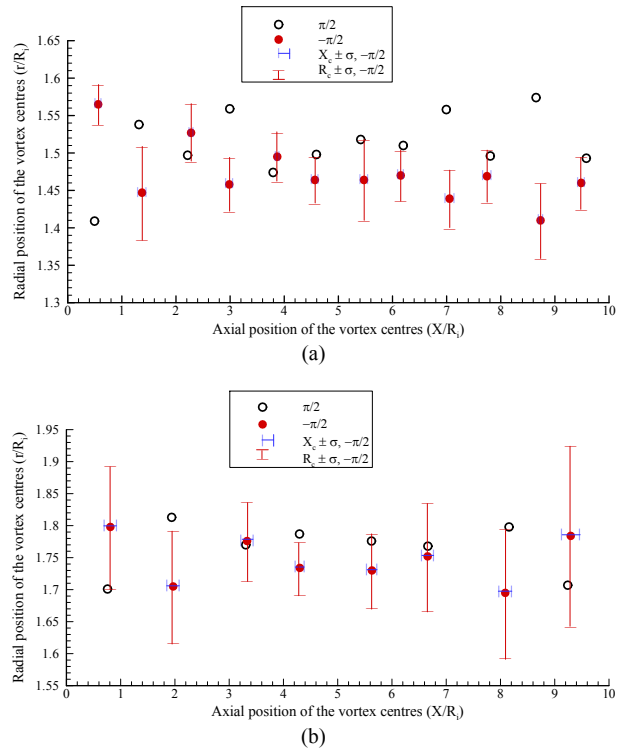 π/2
−π/2
X_c ± σ, −π/2
R_c ± σ, −π/2
Radial position of the vortex centres (r/R_i)
1.65
1.6
1.55
1.5
1.45
1.4
1.35
1.3
0 1 2 3 4 5 6 7 8 9 10
Axial position of the vortex centres (X/R_i)
(a)
π/2
−π/2
X_c ± σ, −π/2
R_c ± σ, −π/2
Radial position of the vortex centres (r/R_i)
1.95
1.9
1.85
1.8
1.75
1.7
1.65
1.6
1.55
0 1 2 3 4 5 6 7 8 9 10
Axial position of the vortex centres (X/R_i)
(b)